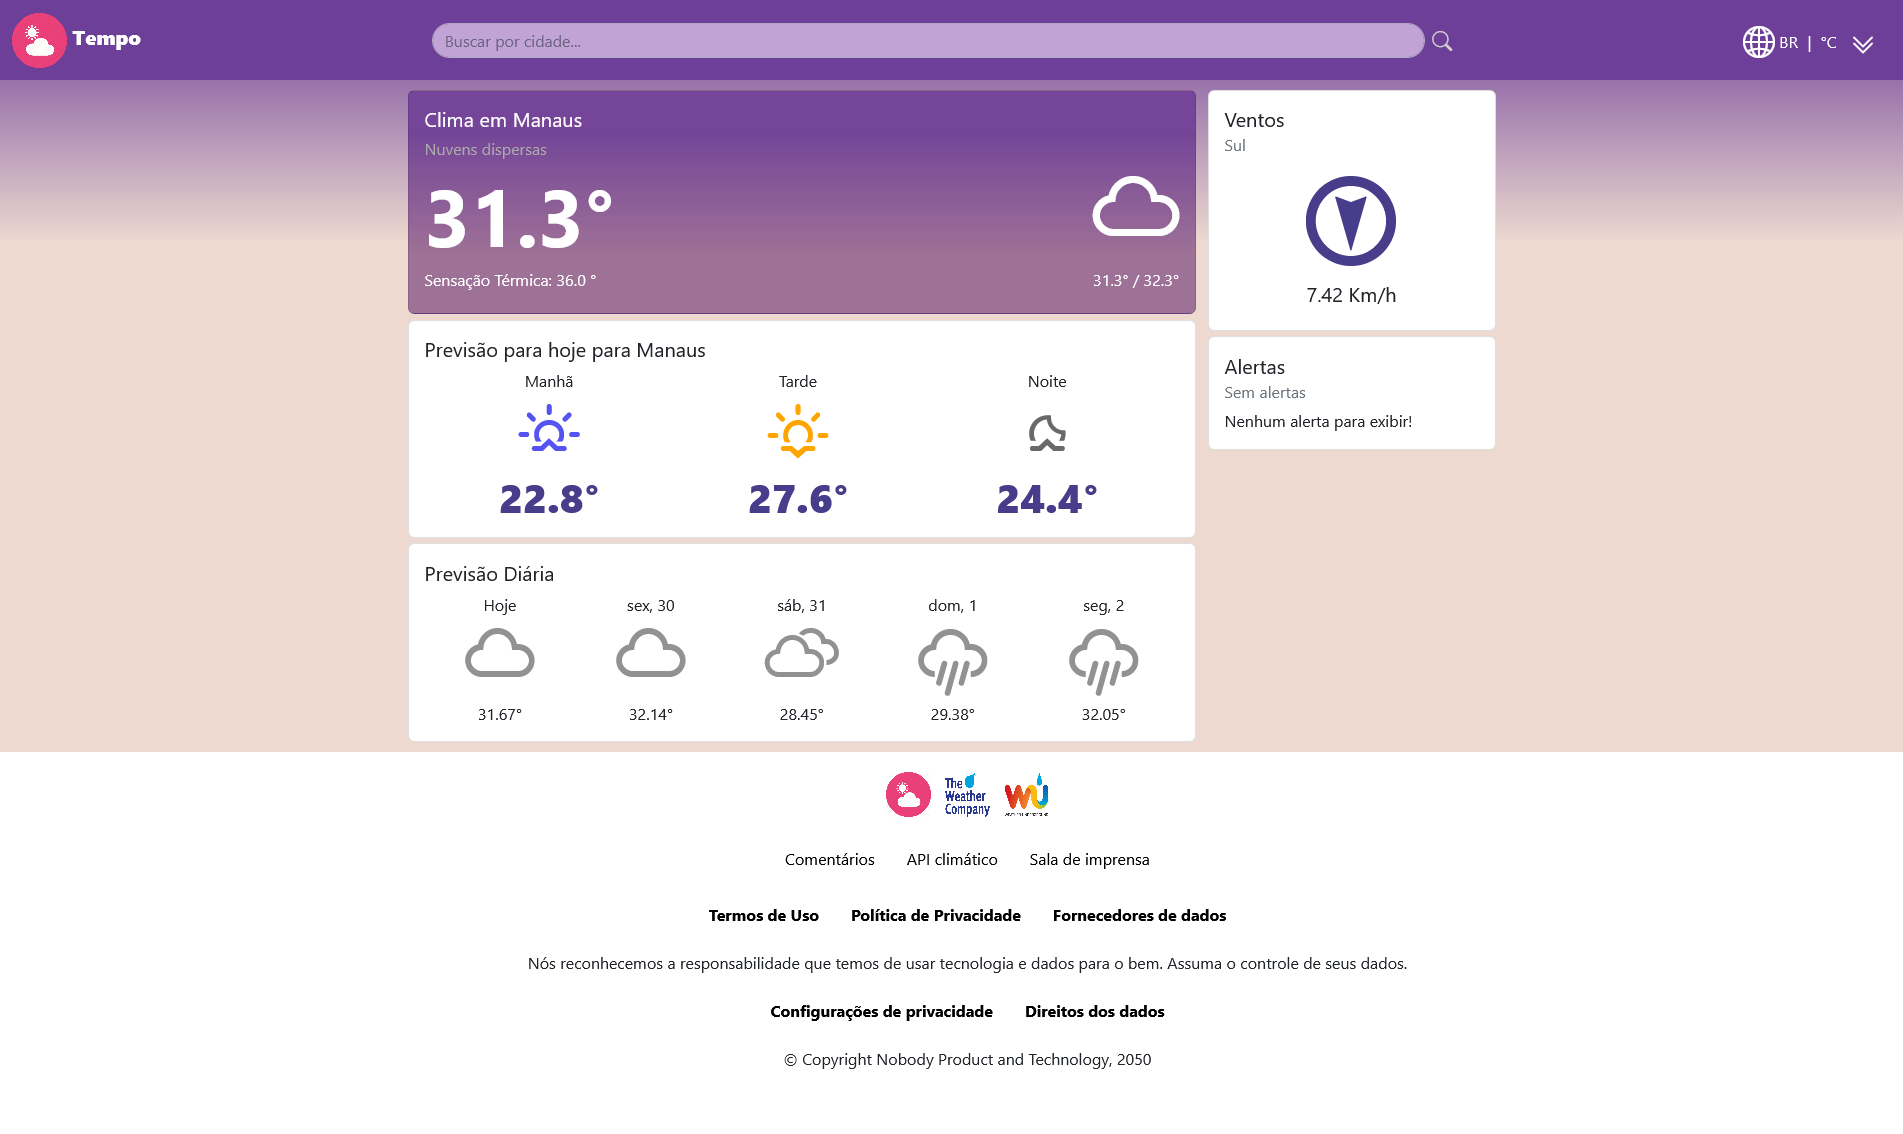 Tempo
Buscar por cidade...
BR | °C
Clima em Manaus
Nuvens dispersas
31.3°
Sensação Térmica: 36.0 °
31.3° / 32.3°
Ventos
Sul
7.42 Km/h
Alertas
Sem alertas
Nenhum alerta para exibir!
Previsão para hoje para Manaus
Manhã Tarde Noite
22.8° 27.6° 24.4°
Previsão Diária
Hoje sex, 30 sáb, 31 dom, 1 seg, 2
31.67° 32.14° 28.45° 29.38° 32.05°
The
Weather
Company
WU
Comentários API climático Sala de imprensa
Termos de Uso Política de Privacidade Fornecedores de dados
Nós reconhecemos a responsabilidade que temos de usar tecnologia e dados para o bem. Assuma o controle de seus dados.
Configurações de privacidade Direitos dos dados
© Copyright Nobody Product and Technology, 2050